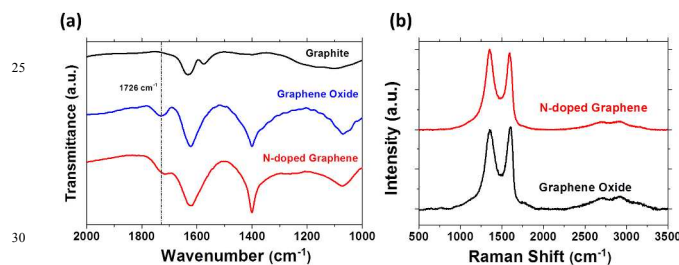 25
30
(a)
Graphite
1726 cm⁻¹
Graphene Oxide
N-doped Graphene
Transmittance (a.u.)
2000 1800 1600 1400 1200 1000
Wavenumber (cm⁻¹)
(b)
N-doped Graphene
Graphene Oxide
Intensity (a.u.)
500 1000 1500 2000 2500 3000 3500
Raman Shift (cm⁻¹)